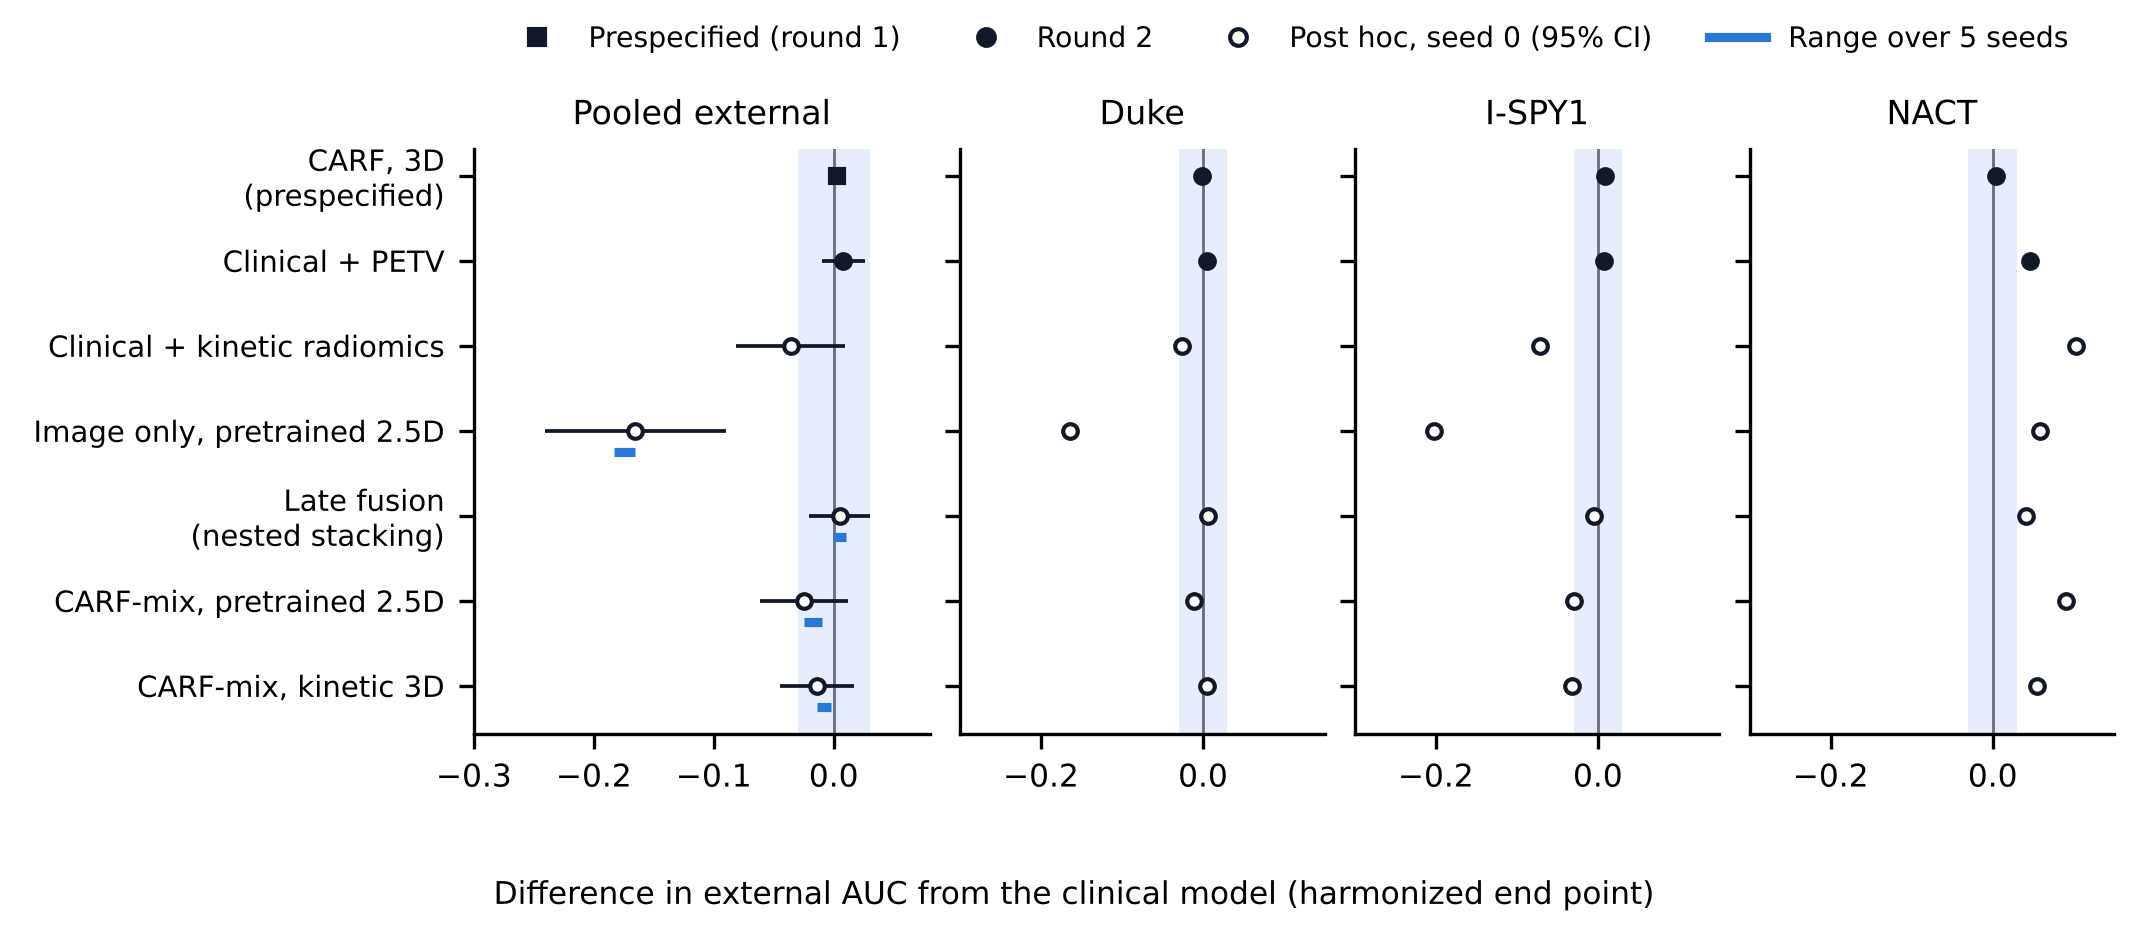 Prespecified (round 1) Round 2 Post hoc, seed 0 (95% CI) Range over 5 seeds
Pooled external Duke I-SPY1 NACT
CARF, 3D
(prespecified)
Clinical + PETV
Clinical + kinetic radiomics
Image only, pretrained 2.5D
Late fusion
(nested stacking)
CARF-mix, pretrained 2.5D
CARF-mix, kinetic 3D
−0.3 −0.2 −0.1 0.0 −0.2 0.0 −0.2 0.0 −0.2 0.0
Difference in external AUC from the clinical model (harmonized end point)